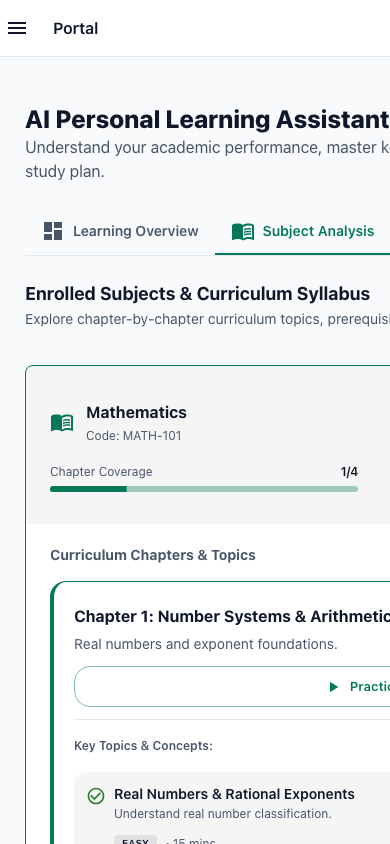 Portal
AI Personal Learning Assistant
Understand your academic performance, master
study plan.
Learning Overview
Subject Analysis
Enrolled Subjects & Curriculum Syllabus
Explore chapter-by-chapter curriculum topics,
Mathematics
Code: MATH-101
Chapter Coverage
1/4
Curriculum Chapters & Topics
Chapter 1: Number Systems & Arithmetic
Real numbers and exponent foundations.
Key Topics & Concepts:
Real Numbers & Rational Exponents
Understand real number classification.
EASY
~15 mins